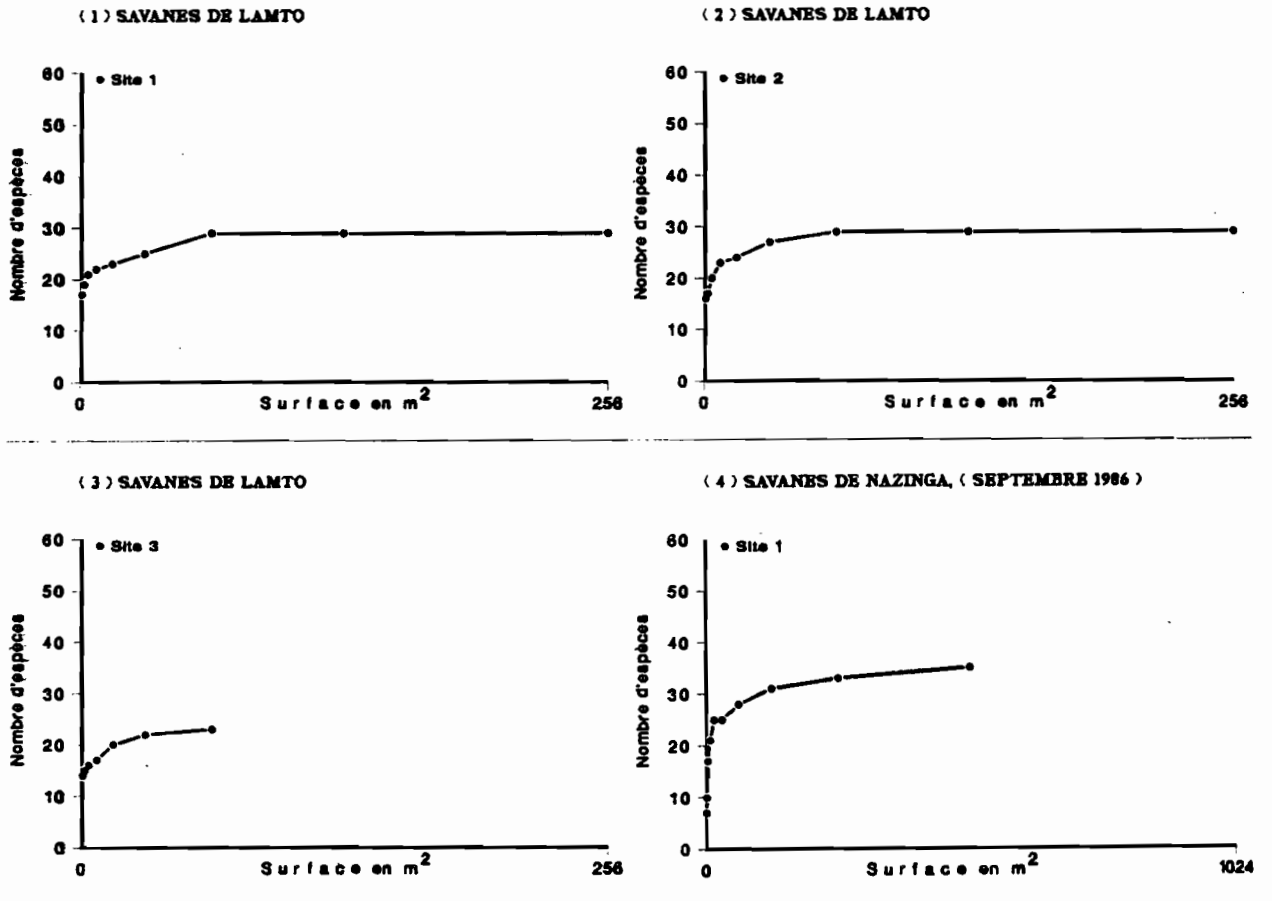 ( 1 ) SAVANES DE LAMTO
60
50
40
30
20
10
0
• Site 1
Nombre d'espèces
0
Surface en m²
256
( 2 ) SAVANES DE LAMTO
60
50
40
30
20
10
0
• Site 2
Nombre d'espèces
0
Surface en m²
256
( 3 ) SAVANES DE LAMTO
60
50
40
30
20
10
0
• Site 3
Nombre d'espèces
0
Surface en m²
256
( 4 ) SAVANES DE NAZINGA, ( SEPTEMBRE 1986 )
60
50
40
30
20
10
0
• Site 1
Nombre d'espèces
0
Surface en m²
1024